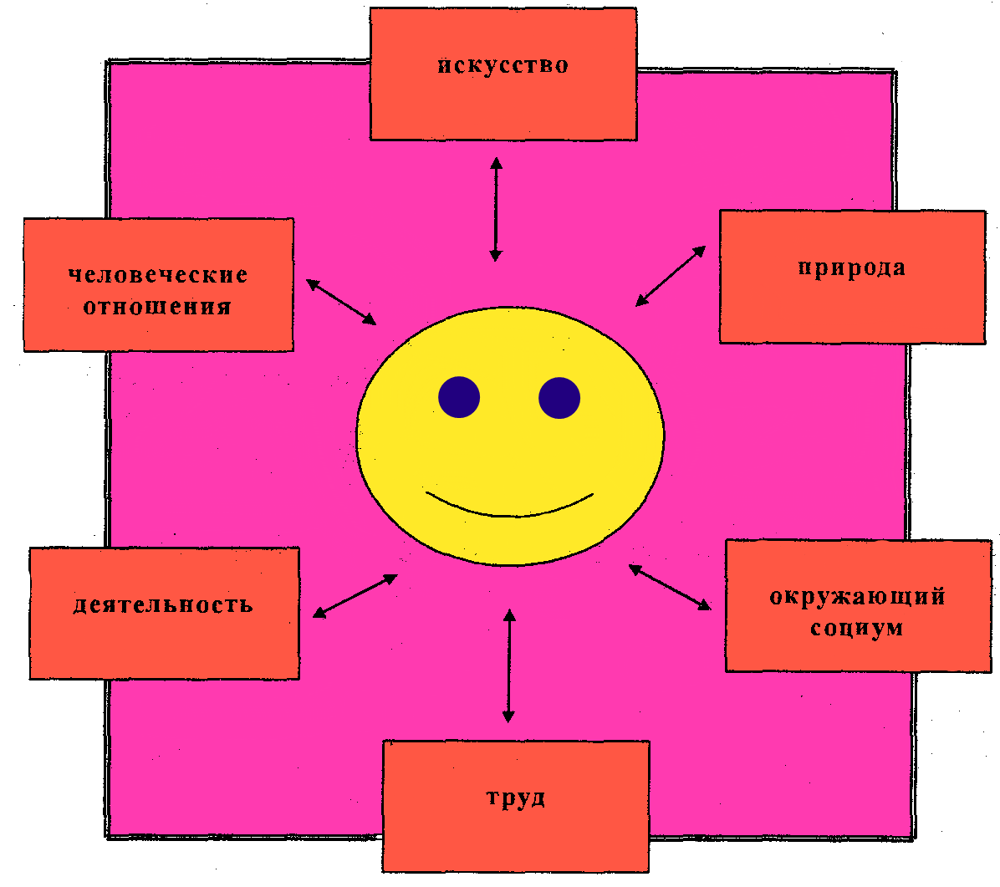 искусство
человеческие
отношения
природа
деятельность
окружающий
социум
труд